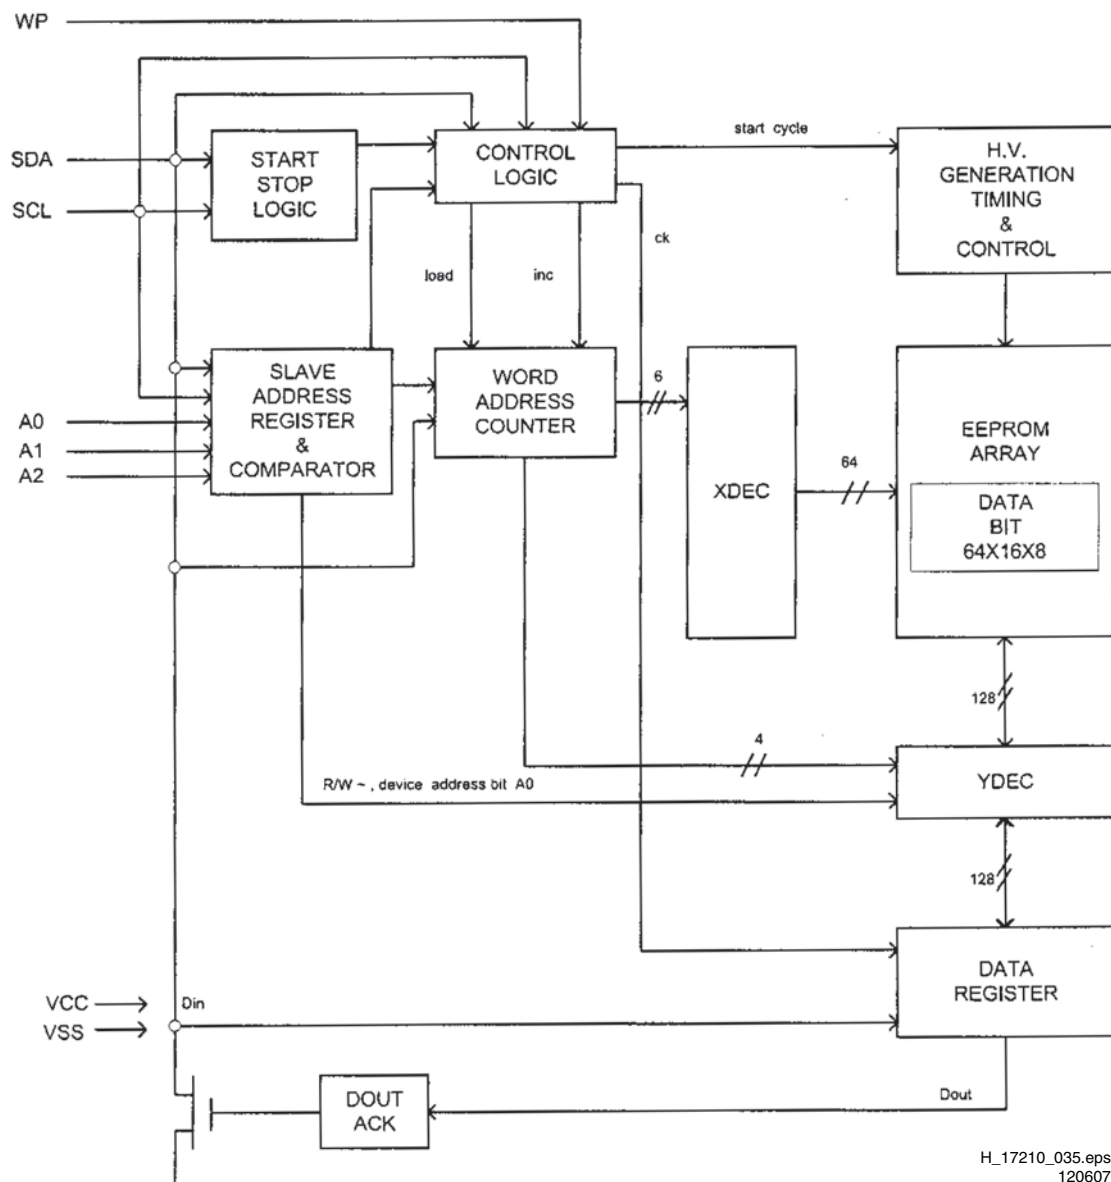 WP
SDA
SCL
START
STOP
LOGIC
CONTROL
LOGIC
start cycle
H.V.
GENERATION
TIMING
&
CONTROL
load
inc
ck
A0
A1
A2
SLAVE
ADDRESS
REGISTER
&
COMPARATOR
WORD
ADDRESS
COUNTER
6
XDEC
64
EEPROM
ARRAY
DATA
BIT
64X16X8
128
4
R/W ~ , device address bit A0
YDEC
128
DATA
REGISTER
VCC
VSS
Din
DOUT
ACK
Dout
H_17210_035.eps
120607